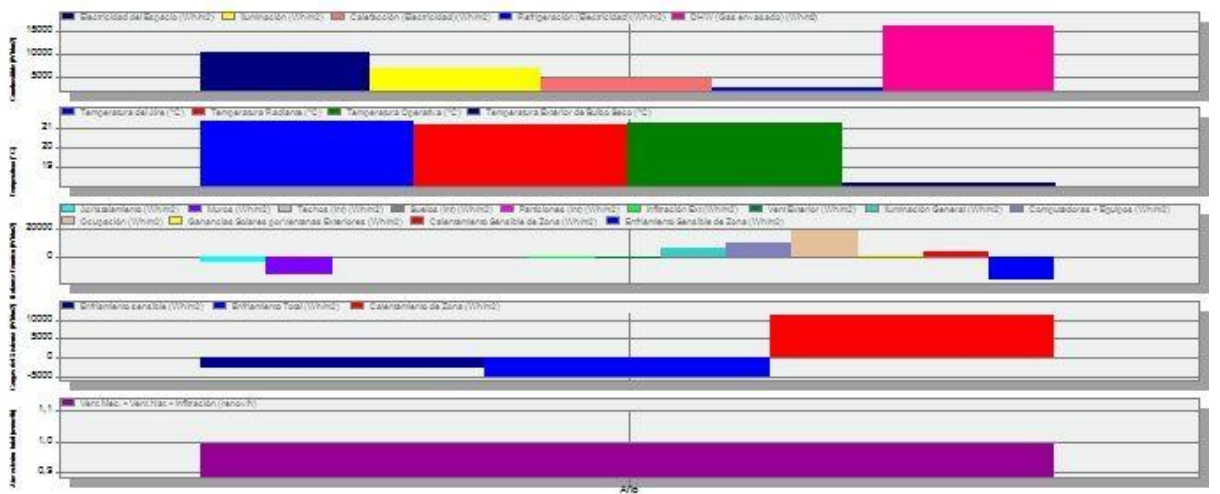 Electricidad del Espacio (Wh/m2) Iluminación (Wh/m2) Calefacción (Electricidad) (Wh/m2) Refrigeración (Electricidad) (Wh/m2) DHW (Gas envasado) (Wh/m2)
15000
10000
5000
Temperatura del Aire (°C) Temperatura Radiante (°C) Temperatura Operativa (°C) Temperatura Exterior de Bulbo Seco (°C)
Temperatura (°C)
21
20
19
Acristalamiento (Wh/m2) Muros (Wh/m2) Techos (Int) (Wh/m2) Suelos (Int) (Wh/m2) Particiones (Int) (Wh/m2) Infiltración Ext (Wh/m2) Vent Exterior (Wh/m2) Iluminación General (Wh/m2) Computadoras + Equipos (Wh/m2)
Ocupación (Wh/m2) Ganancias Solares por ventanas Exteriores (Wh/m2) Calentamiento Sensible de Zona (Wh/m2) Enfriamiento Sensible de Zona (Wh/m2)
20000
0
Enfriamiento sensible (Wh/m2) Enfriamiento Total (Wh/m2) Calentamiento de Zona (Wh/m2)
10000
5000
0
-5000
Vent Mec. + Vent Nat + Infiltración (renov/h)
1,1
1,0
0,9
Año